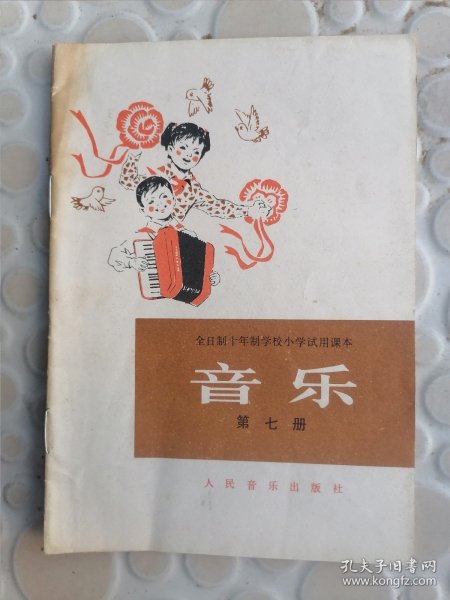 全日制十年制学校小学试用课本
音乐
第七册
人民音乐出版社
孔夫子旧书网
www.kongfz.com